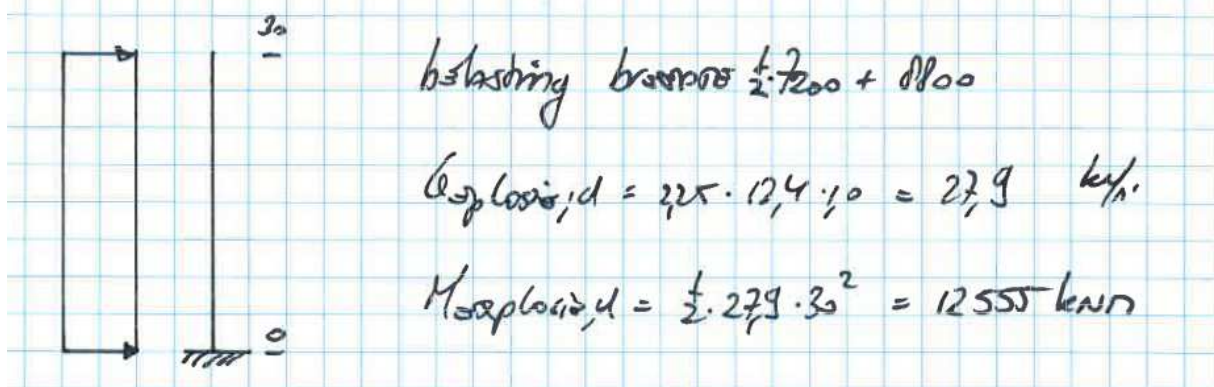 30
belasting breedte ½·7200 + 8800
Qexplosie;d = 2,25 · 12,4 · 1,0 = 27,9 kN/m
Mexplosie;d = ½ · 27,9 · 30² = 12555 kNm
0